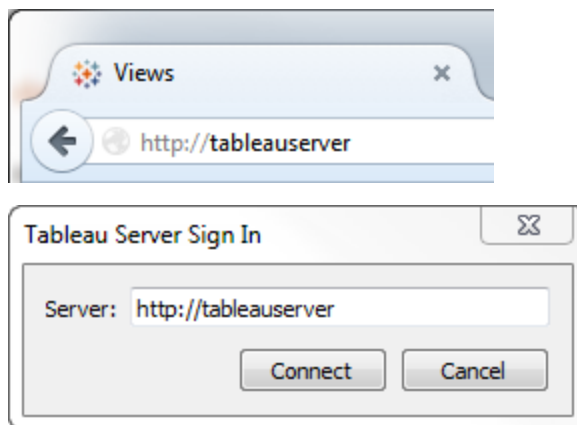 Views
http://tableauserver
Tableau Server Sign In
Server: http://tableauserver
Connect Cancel